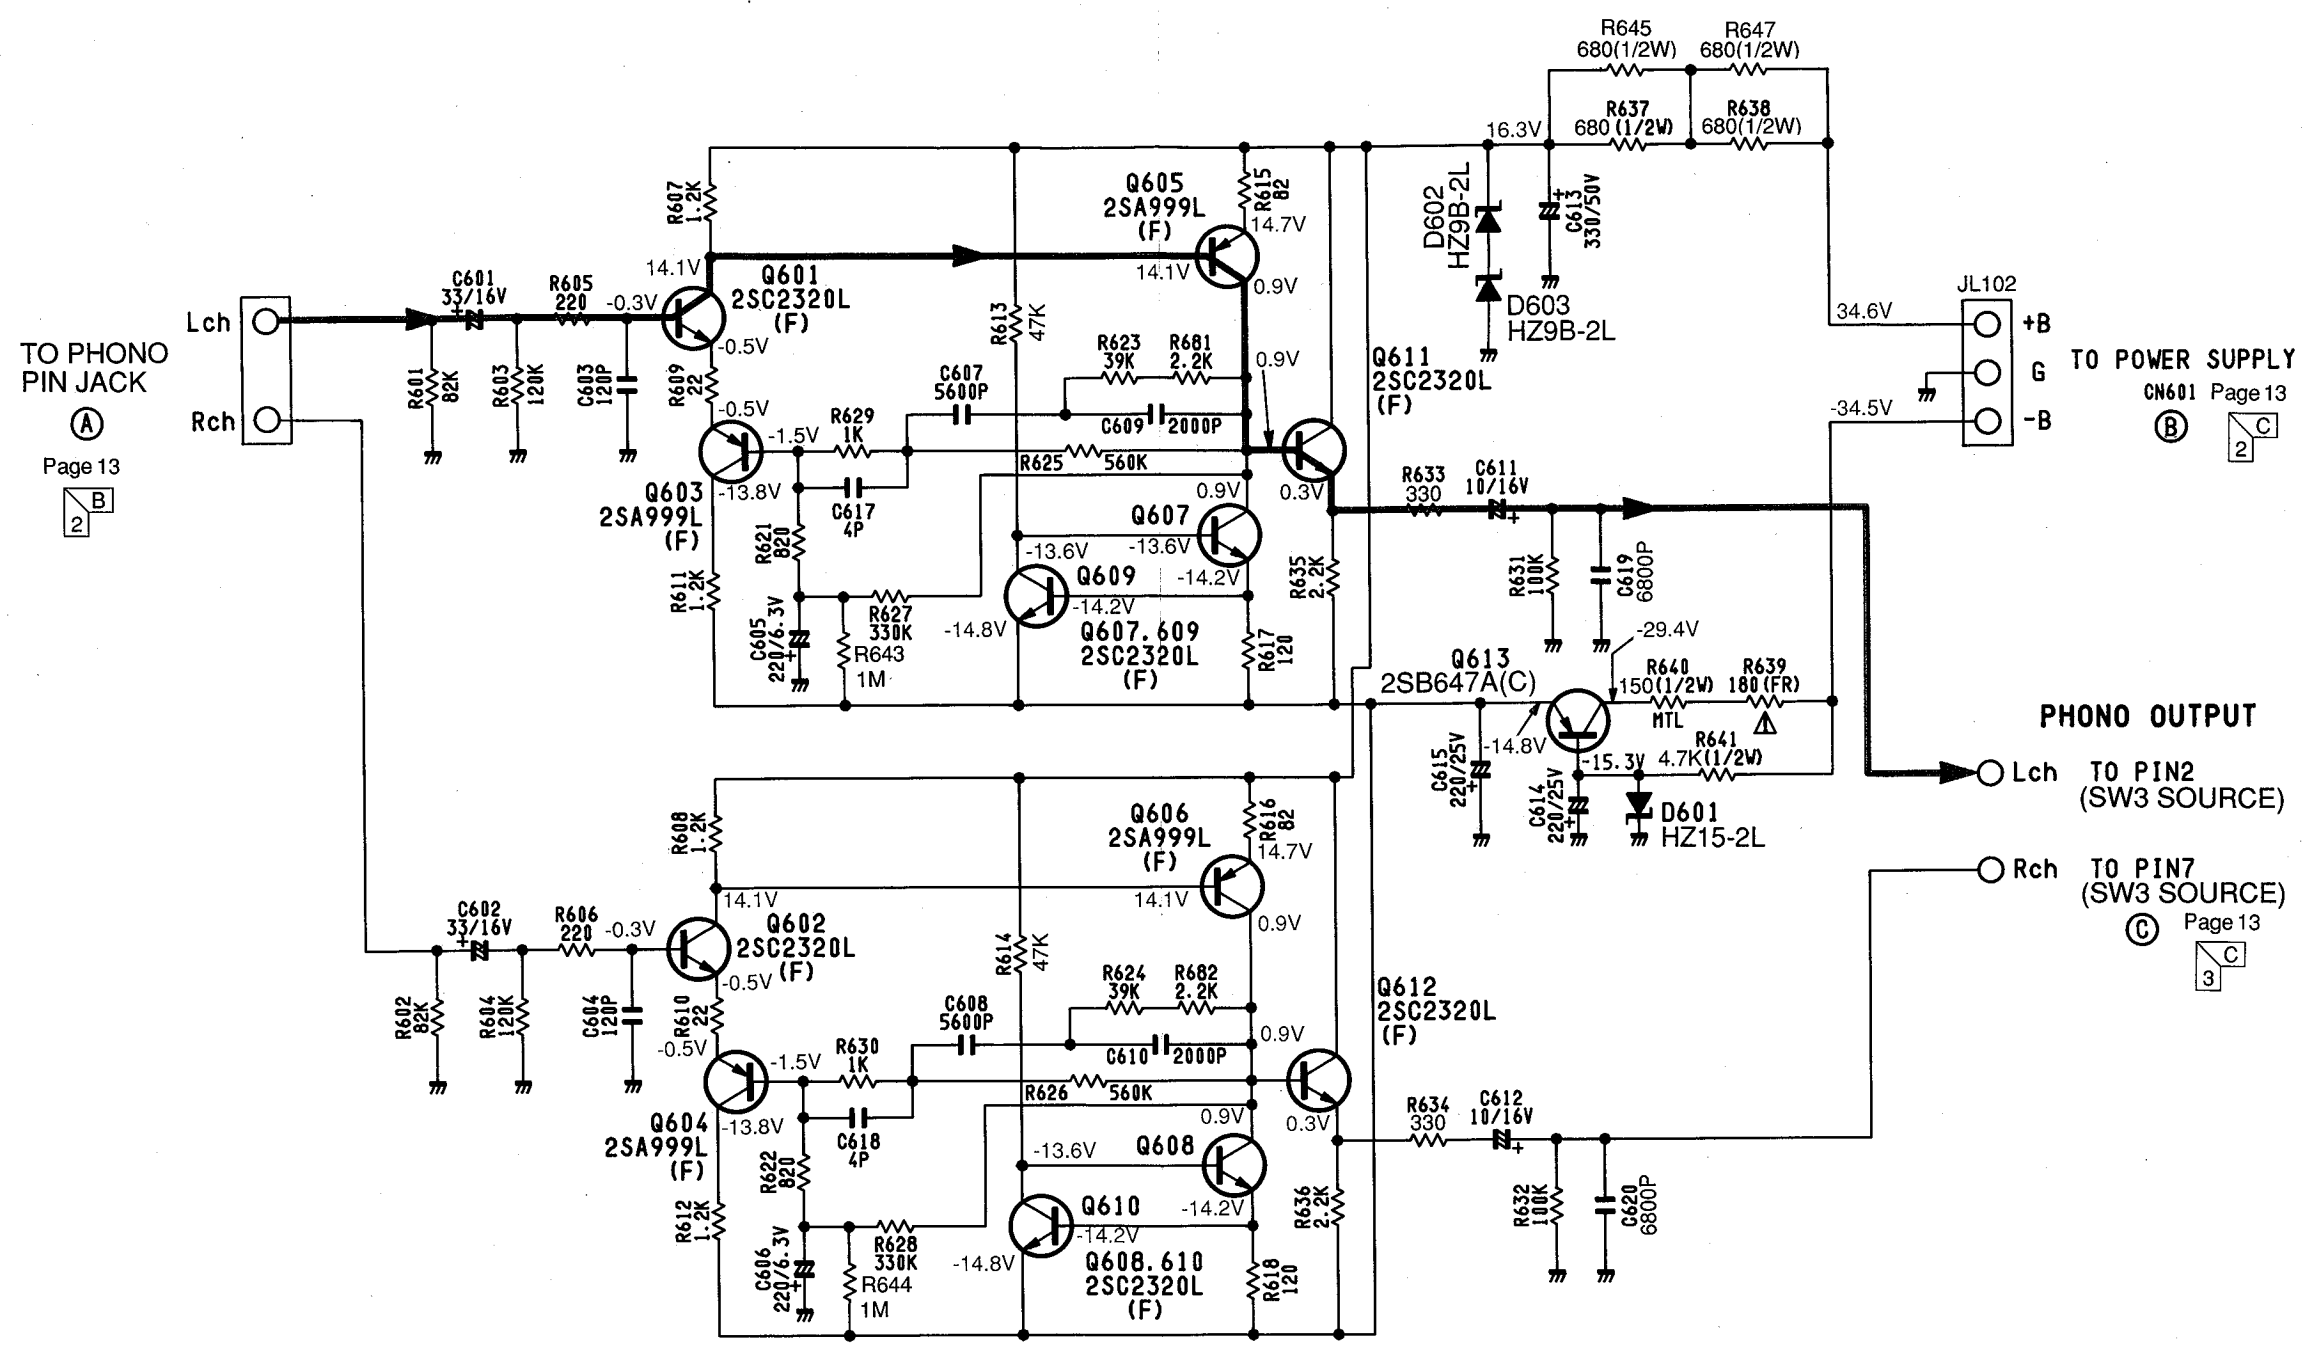 R645
680(1/2W)
R647
680(1/2W)
R637
680 (1/2W)
R638
680(1/2W)
16.3V
R607
1.2K
Q605
2SA999L
(F)
R615
82
14.7V
D602
HZ9B-2L
C613
330/50V
+
14.1V
Q601
2SC2320L
(F)
14.1V
0.9V
D603
HZ9B-2L
JL102
34.6V
+B
G
-B
-34.5V
TO POWER SUPPLY
CN601 Page 13
B
C
2
Lch
Rch
TO PHONO
PIN JACK
A
Page 13
B
2
C601
33/16V
+
R605
220
-0.3V
-0.5V
R601
82K
R603
120K
C603
120P
R609
22
-0.5V
R613
47K
R623
39K
R681
2.2K
0.9V
Q611
2SC2320L
(F)
C607
5600P
C609
2000P
R629
1K
-1.5V
R625
560K
-13.8V
Q603
2SA999L
(F)
C617
4P
0.9V
0.3V
R633
330
C611
10/16V
+
Q607
-13.6V
-13.6V
-14.2V
R621
820
R611
1.2K
Q609
-14.2V
R635
2.2K
R631
100K
C619
6800P
C605
220/6.3V
+
R627
330K
R643
1M
-14.8V
Q607.609
2SC2320L
(F)
R617
120
-29.4V
Q613
2SB647A(C)
R640
150(1/2W)
MTL
R639
180(FR)
-14.8V
R641
4.7K(1/2W)
-15.3V
C615
220/25V
+
C614
220/25V
+
D601
HZ15-2L
PHONO OUTPUT
Lch TO PIN2
(SW3 SOURCE)
Rch TO PIN7
(SW3 SOURCE)
C
Page 13
C
3
R608
1.2K
Q606
2SA999L
(F)
R616
82
14.7V
14.1V
14.1V
0.9V
C602
33/16V
+
R606
220
-0.3V
Q602
2SC2320L
(F)
-0.5V
R602
82K
R604
120K
C604
120P
R610
22
-0.5V
R614
47K
R624
39K
R682
2.2K
0.9V
Q612
2SC2320L
(F)
C608
5600P
C610
2000P
R630
1K
-1.5V
R626
560K
-13.8V
Q604
2SA999L
(F)
C618
4P
0.9V
0.3V
R634
330
C612
10/16V
+
Q608
-13.6V
-14.2V
R622
820
R612
1.2K
Q610
-14.2V
R636
2.2K
R632
100K
C620
6800P
C606
220/6.3V
+
R628
330K
R644
1M
-14.8V
Q608.610
2SC2320L
(F)
R618
120